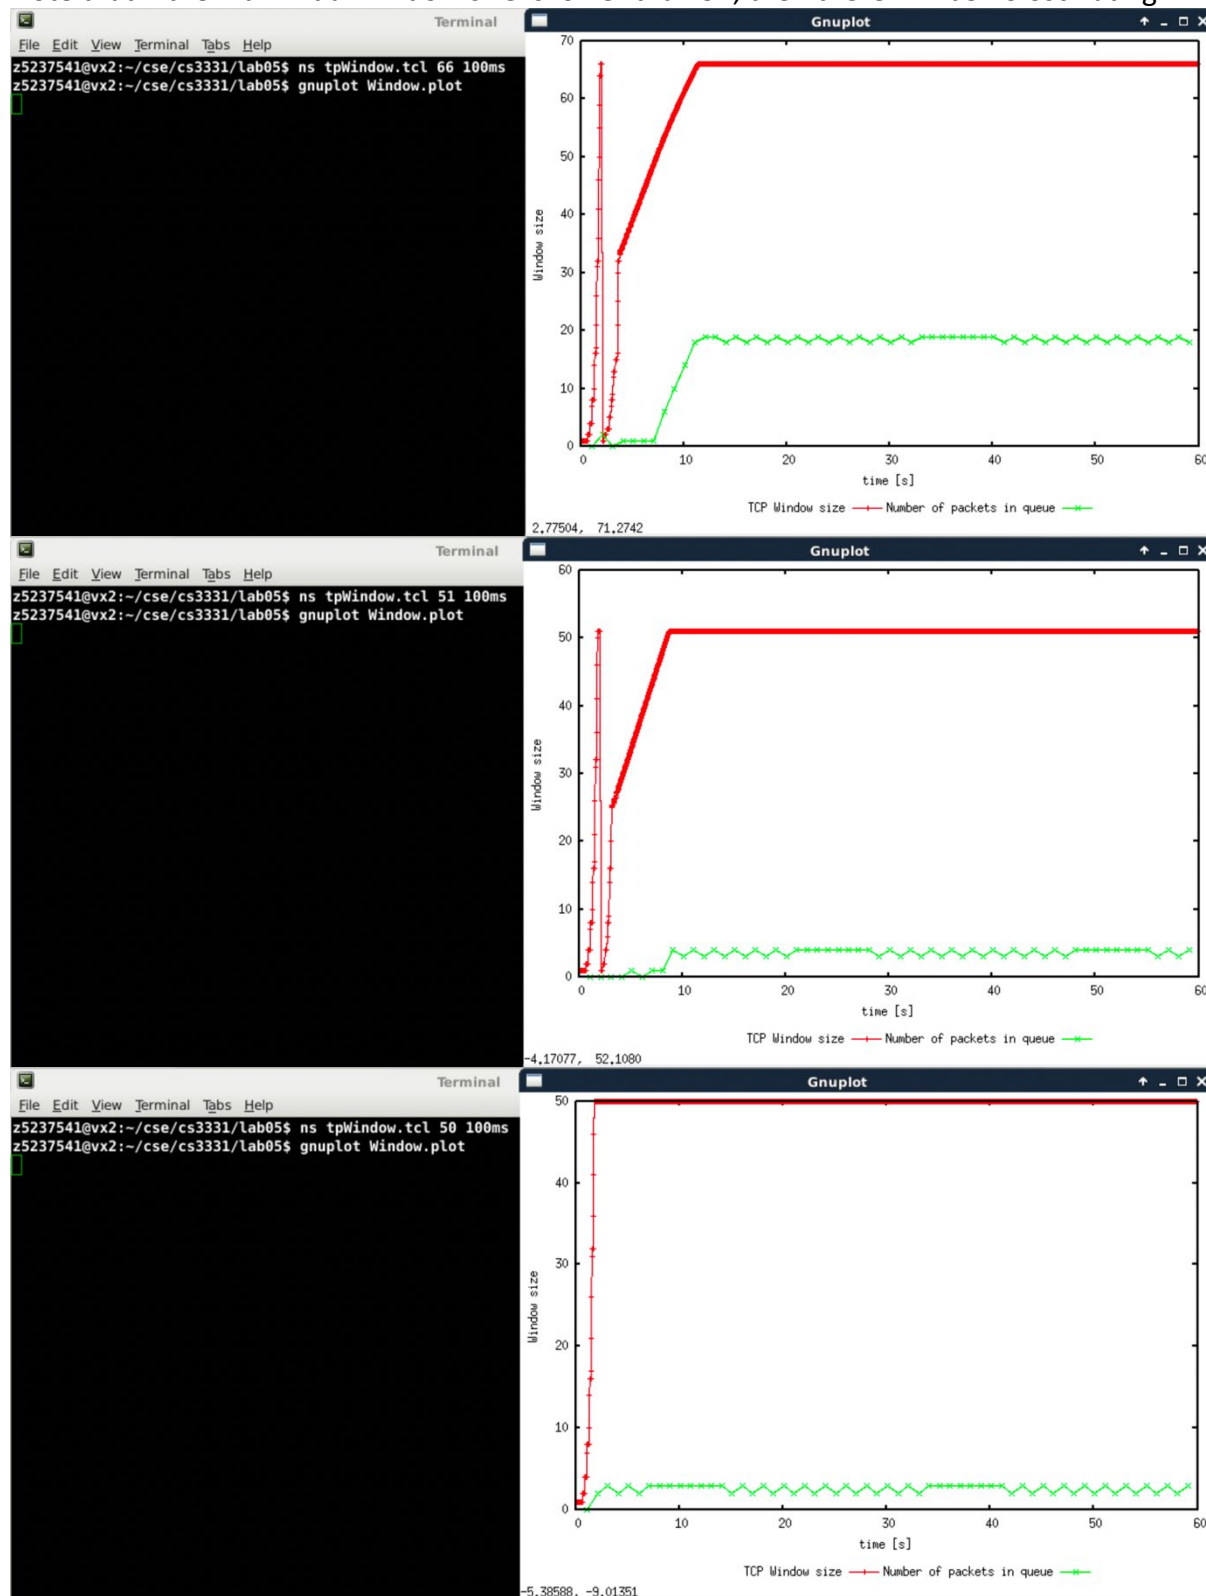 Terminal
File Edit View Terminal Tabs Help
z5237541@vx2:~/cse/cs3331/lab05$ ns tpWindow.tcl 66 100ms
z5237541@vx2:~/cse/cs3331/lab05$ gnuplot Window.plot
Gnuplot
70
60
50
40
30
20
10
0
Window size
0 10 20 30 40 50 60
time [s]
TCP Window size Number of packets in queue
2.77504, 71.2742
Terminal
File Edit View Terminal Tabs Help
z5237541@vx2:~/cse/cs3331/lab05$ ns tpWindow.tcl 51 100ms
z5237541@vx2:~/cse/cs3331/lab05$ gnuplot Window.plot
Gnuplot
60
50
40
30
20
10
0
Window size
0 10 20 30 40 50 60
time [s]
TCP Window size Number of packets in queue
-4.17077, 52.1080
Terminal
File Edit View Terminal Tabs Help
z5237541@vx2:~/cse/cs3331/lab05$ ns tpWindow.tcl 50 100ms
z5237541@vx2:~/cse/cs3331/lab05$ gnuplot Window.plot
Gnuplot
50
40
30
20
10
0
Window size
0 10 20 30 40 50 60
time [s]
TCP Window size Number of packets in queue
-5.38588, -9.01351